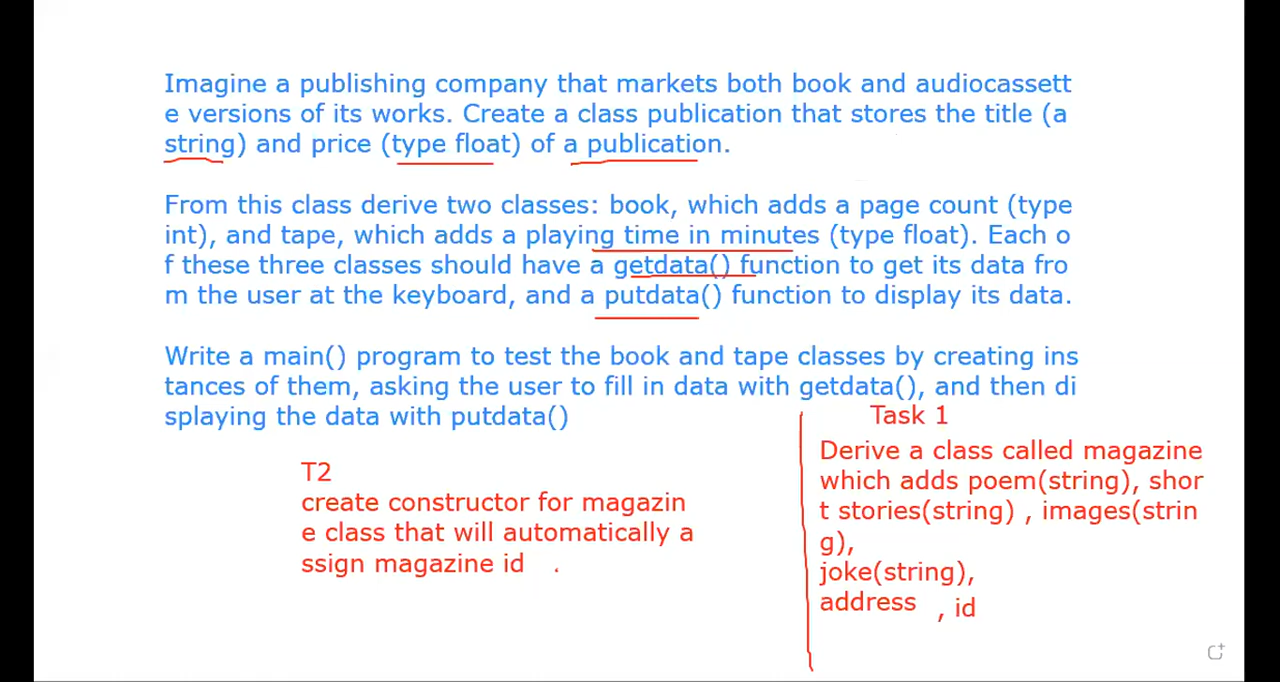 Imagine a publishing company that markets both book and audiocassett
e versions of its works. Create a class publication that stores the title (a
string) and price (type float) of a publication.
From this class derive two classes: book, which adds a page count (type
int), and tape, which adds a playing time in minutes (type float). Each o
f these three classes should have a getdata() function to get its data fro
m the user at the keyboard, and a putdata() function to display its data.
Write a main() program to test the book and tape classes by creating ins
tances of them, asking the user to fill in data with getdata(), and then di
splaying the data with putdata()
T2
create constructor for magazin
e class that will automatically a
ssign magazine id .
Task 1
Derive a class called magazine
which adds poem(string), shor
t stories(string) , images(strin
g),
joke(string),
address , id